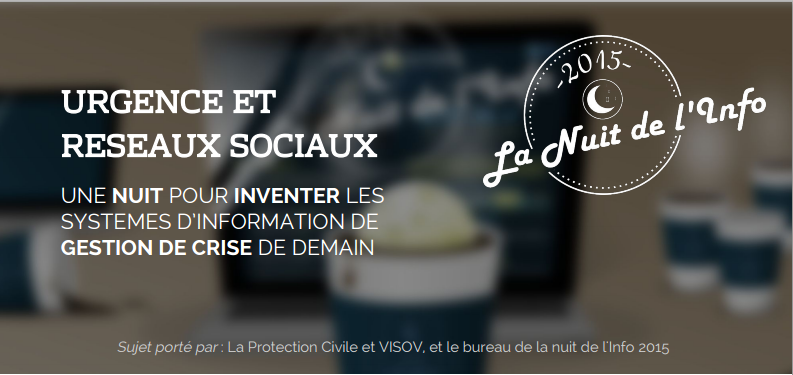 URGENCE ET
RESEAUX SOCIAUX
UNE NUIT POUR INVENTER LES
SYSTEMES D'INFORMATION DE
GESTION DE CRISE DE DEMAIN
-2015-
La Nuit de l'Info
Sujet porté par : La Protection Civile et VISOV, et le bureau de la nuit de l'Info 2015